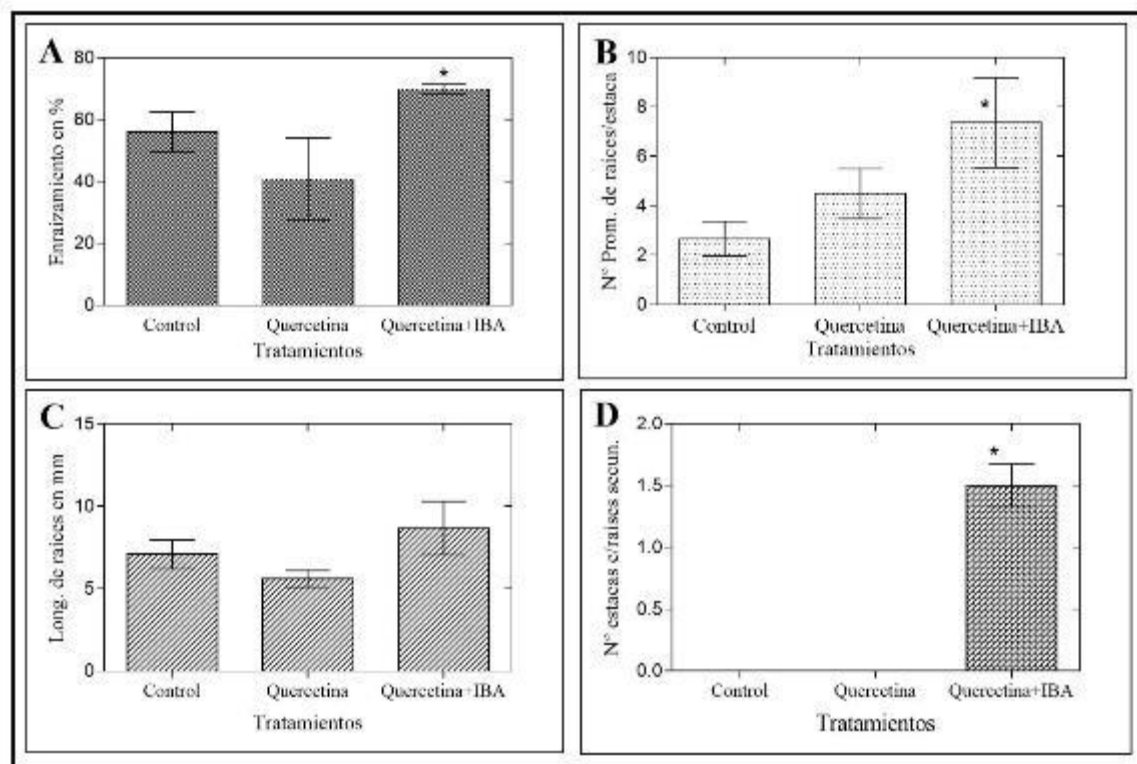 A
Enraizamiento en %
80
60
40
20
0
*
Control Quercetina Quercetina+IBA
Tratamientos
B
N° Prom. de raices/estaca
10
8
6
4
2
0
*
Control Quercetina Quercetina+IBA
Tratamientos
C
Long. de raices en mm
15
10
5
0
Control Quercetina Quercetina+IBA
Tratamientos
D
N° estacas c/raises secun.
2.0
1.5
1.0
0.5
0.0
*
Control Quercetina Quercetina+IBA
Tratamientos